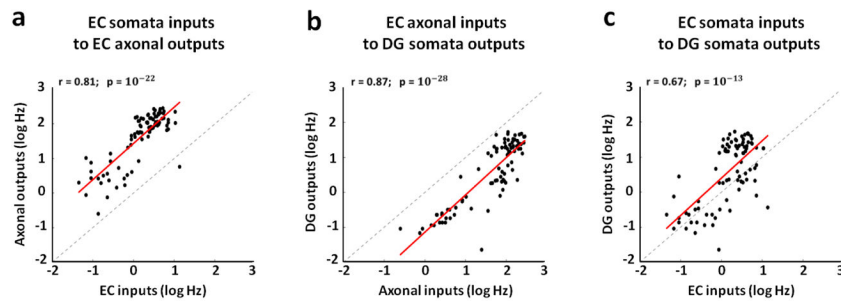 a
EC somata inputs
to EC axonal outputs
r = 0.81; p = 10^-22
3
2
1
0
-1
-2
Axonal outputs (log Hz)
-2 -1 0 1 2 3
EC inputs (log Hz)
b
EC axonal inputs
to DG somata outputs
r = 0.87; p = 10^-28
3
2
1
0
-1
-2
DG outputs (log Hz)
-1 0 1 2 3
Axonal inputs (log Hz)
c
EC somata inputs
to DG somata outputs
r = 0.67; p = 10^-13
3
2
1
0
-1
-2
DG outputs (log Hz)
-2 -1 0 1 2 3
EC inputs (log Hz)